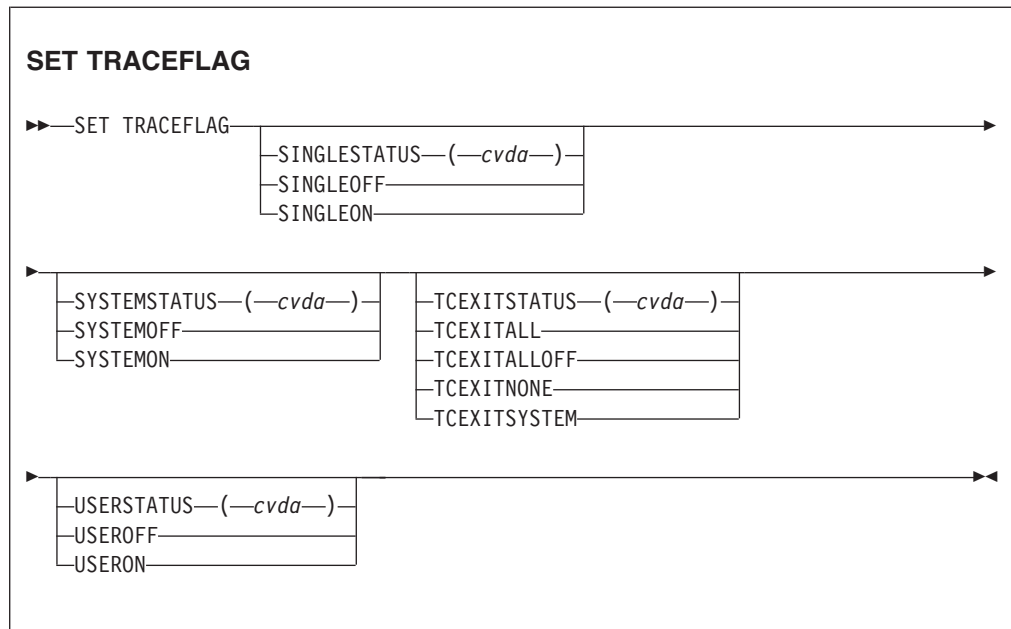 SET TRACEFLAG
SET TRACEFLAG
SINGLESTATUS ( cvda )
SINGLEOFF
SINGLEON
SYSTEMSTATUS ( cvda ) TCEXITSTATUS ( cvda )
SYSTEMOFF TCEXITALL
SYSTEMON TCEXITALLOFF
TCEXITNONE
TCEXITSYSTEM
USERSTATUS ( cvda )
USEROFF
USERON